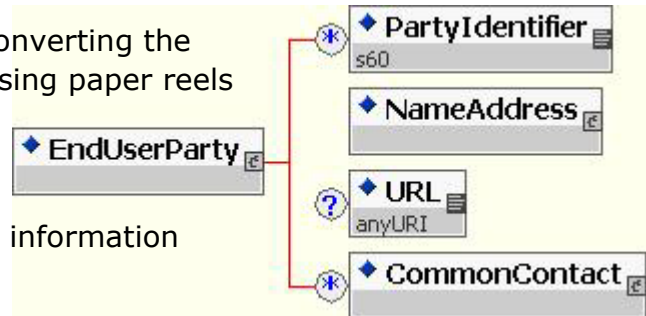 onverting the
sing paper reels
information
EndUserParty
* PartyIdentifier
s60
NameAddress
? URL
anyURI
* CommonContact